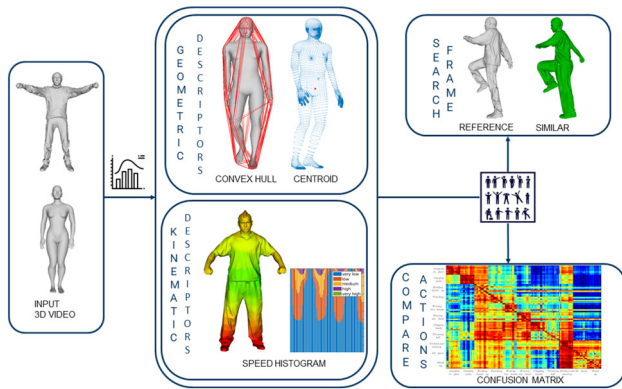 INPUT
3D VIDEO
GEOMETRIC
DESCRIPTORS
CONVEX HULL
CENTROID
KINEMATIC
DESCRIPTORS
very low
low
medium
high
very high
SPEED HISTOGRAM
SEARCH
FRAME
REFERENCE
SIMILAR
COMPARE
ACTIONS
CONFUSION MATRIX